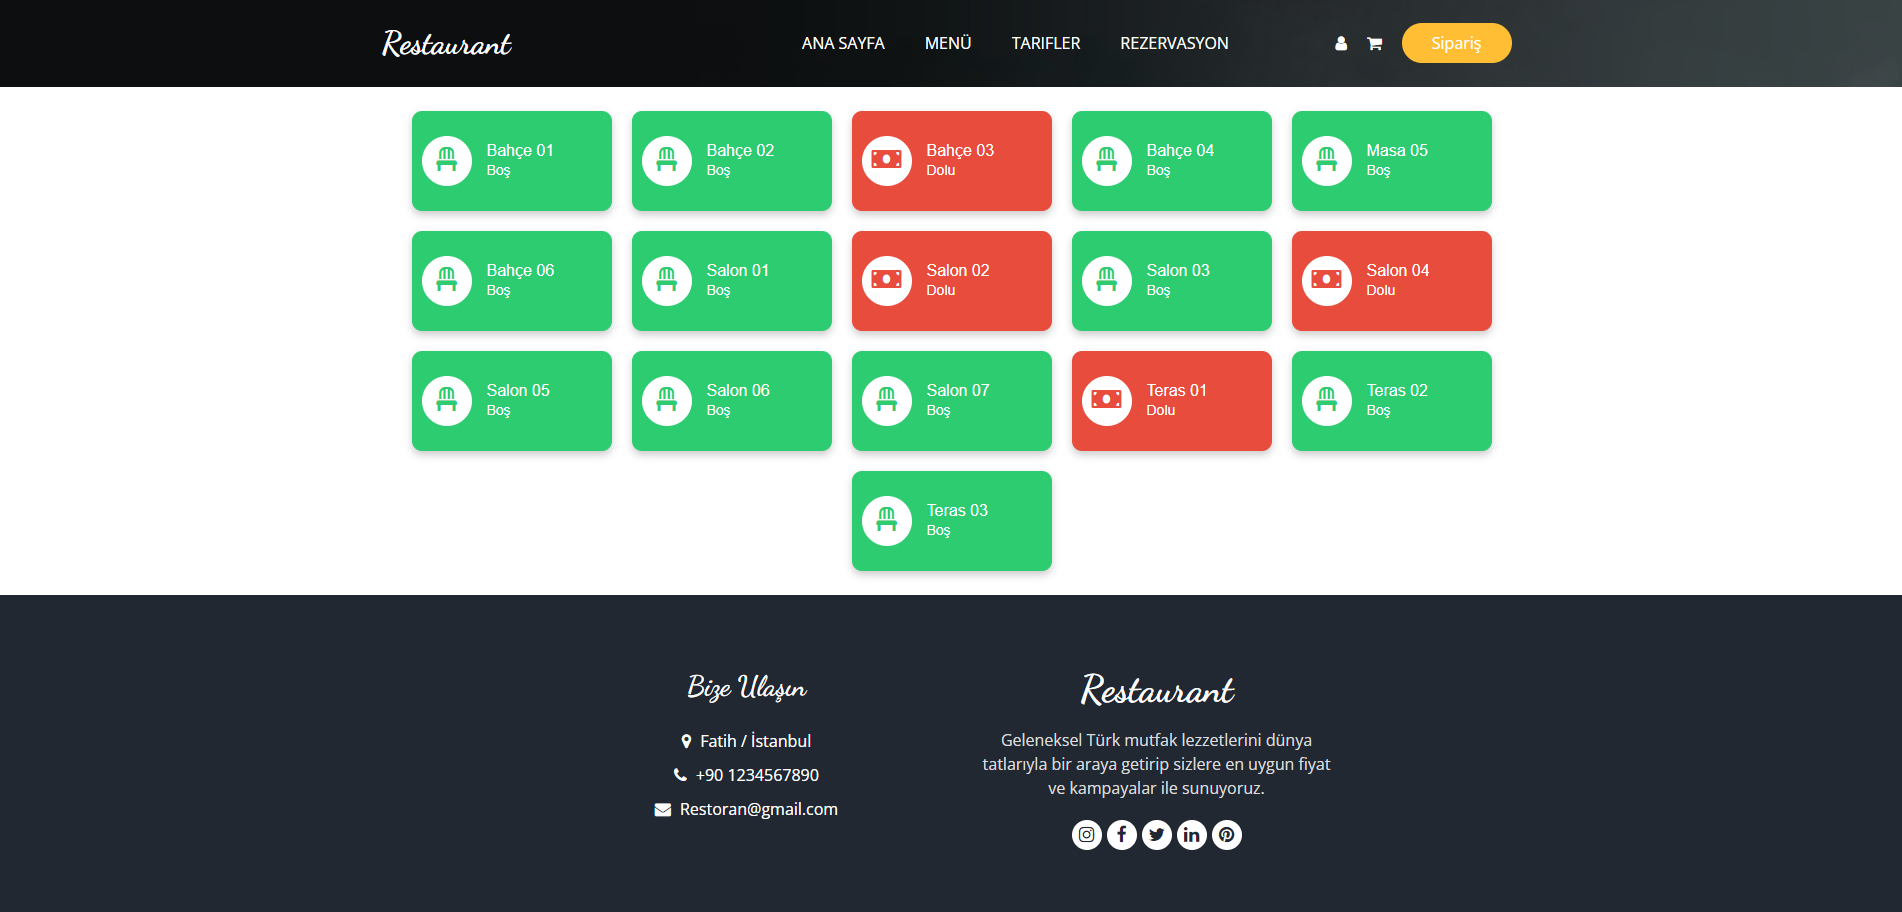 Restaurant
ANA SAYFA
MENÜ
TARIFLER
REZERVASYON
Sipariş
Bahçe 01
Boş
Bahçe 02
Boş
Bahçe 03
Dolu
Bahçe 04
Boş
Masa 05
Boş
Bahçe 06
Boş
Salon 01
Boş
Salon 02
Dolu
Salon 03
Boş
Salon 04
Dolu
Salon 05
Boş
Salon 06
Boş
Salon 07
Boş
Teras 01
Dolu
Teras 02
Boş
Teras 03
Boş
Bize Ulaşın
Fatih / İstanbul
+90 1234567890
Restoran@gmail.com
Restaurant
Geleneksel Türk mutfak lezzetlerini dünya
tatlarıyla bir araya getirip sizlere en uygun fiyat
ve kampayalar ile sunuyoruz.